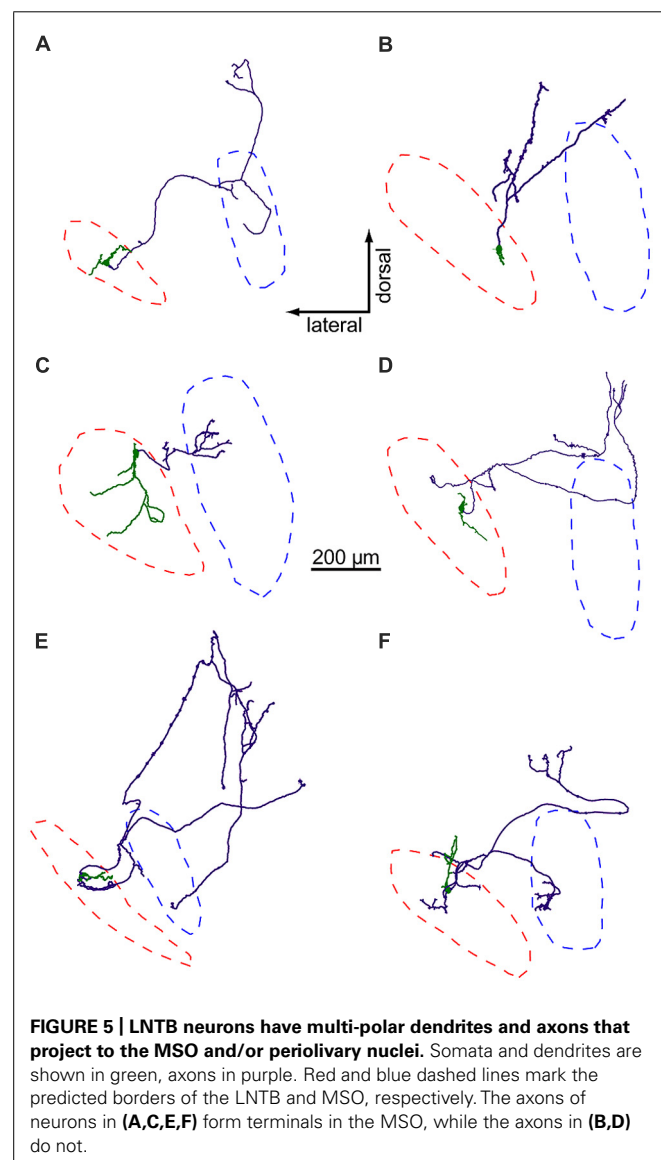 A
B
dorsal
lateral
C
D
200 µm
E
F
FIGURE 5 | LNTB neurons have multi-polar dendrites and axons that
project to the MSO and/or periolivary nuclei. Somata and dendrites are
shown in green, axons in purple. Red and blue dashed lines mark the
predicted borders of the LNTB and MSO, respectively. The axons of
neurons in (A,C,E,F) form terminals in the MSO, while the axons in (B,D)
do not.